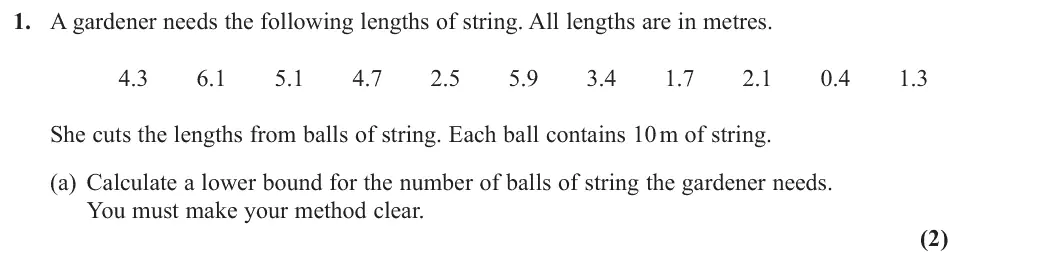 1. A gardener needs the following lengths of string. All lengths are in metres.
4.3 6.1 5.1 4.7 2.5 5.9 3.4 1.7 2.1 0.4 1.3
She cuts the lengths from balls of string. Each ball contains 10 m of string.
(a) Calculate a lower bound for the number of balls of string the gardener needs.
You must make your method clear.
(2)